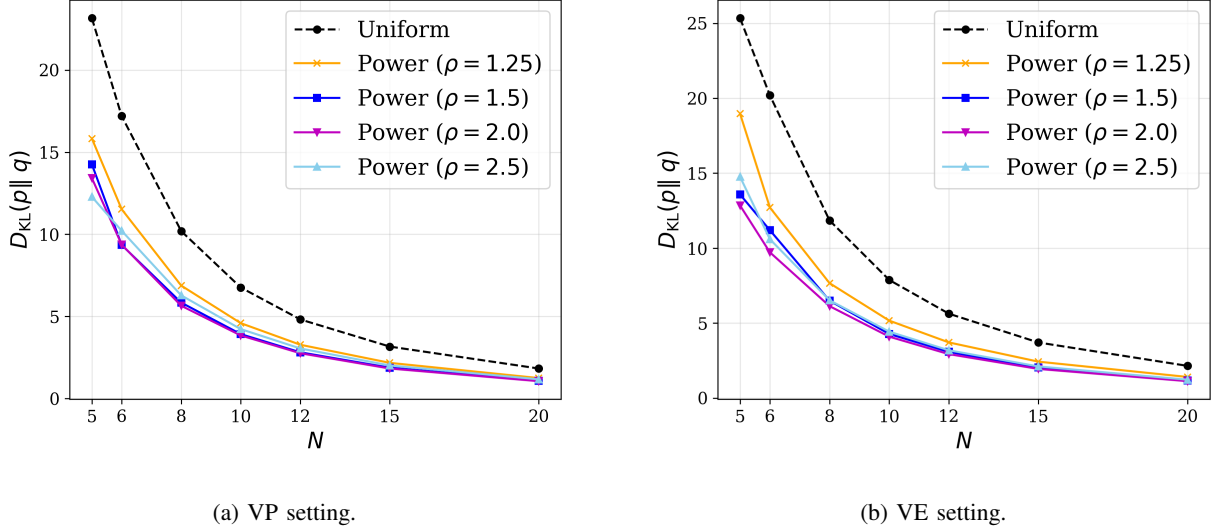 20
15
10
5
0
D_KL(p∥ q)
5 6 8 10 12 15 20
N
Uniform
Power (ρ = 1.25)
Power (ρ = 1.5)
Power (ρ = 2.0)
Power (ρ = 2.5)
(a) VP setting.
25
20
15
10
5
0
D_KL(p∥ q)
5 6 8 10 12 15 20
N
Uniform
Power (ρ = 1.25)
Power (ρ = 1.5)
Power (ρ = 2.0)
Power (ρ = 2.5)
(b) VE setting.